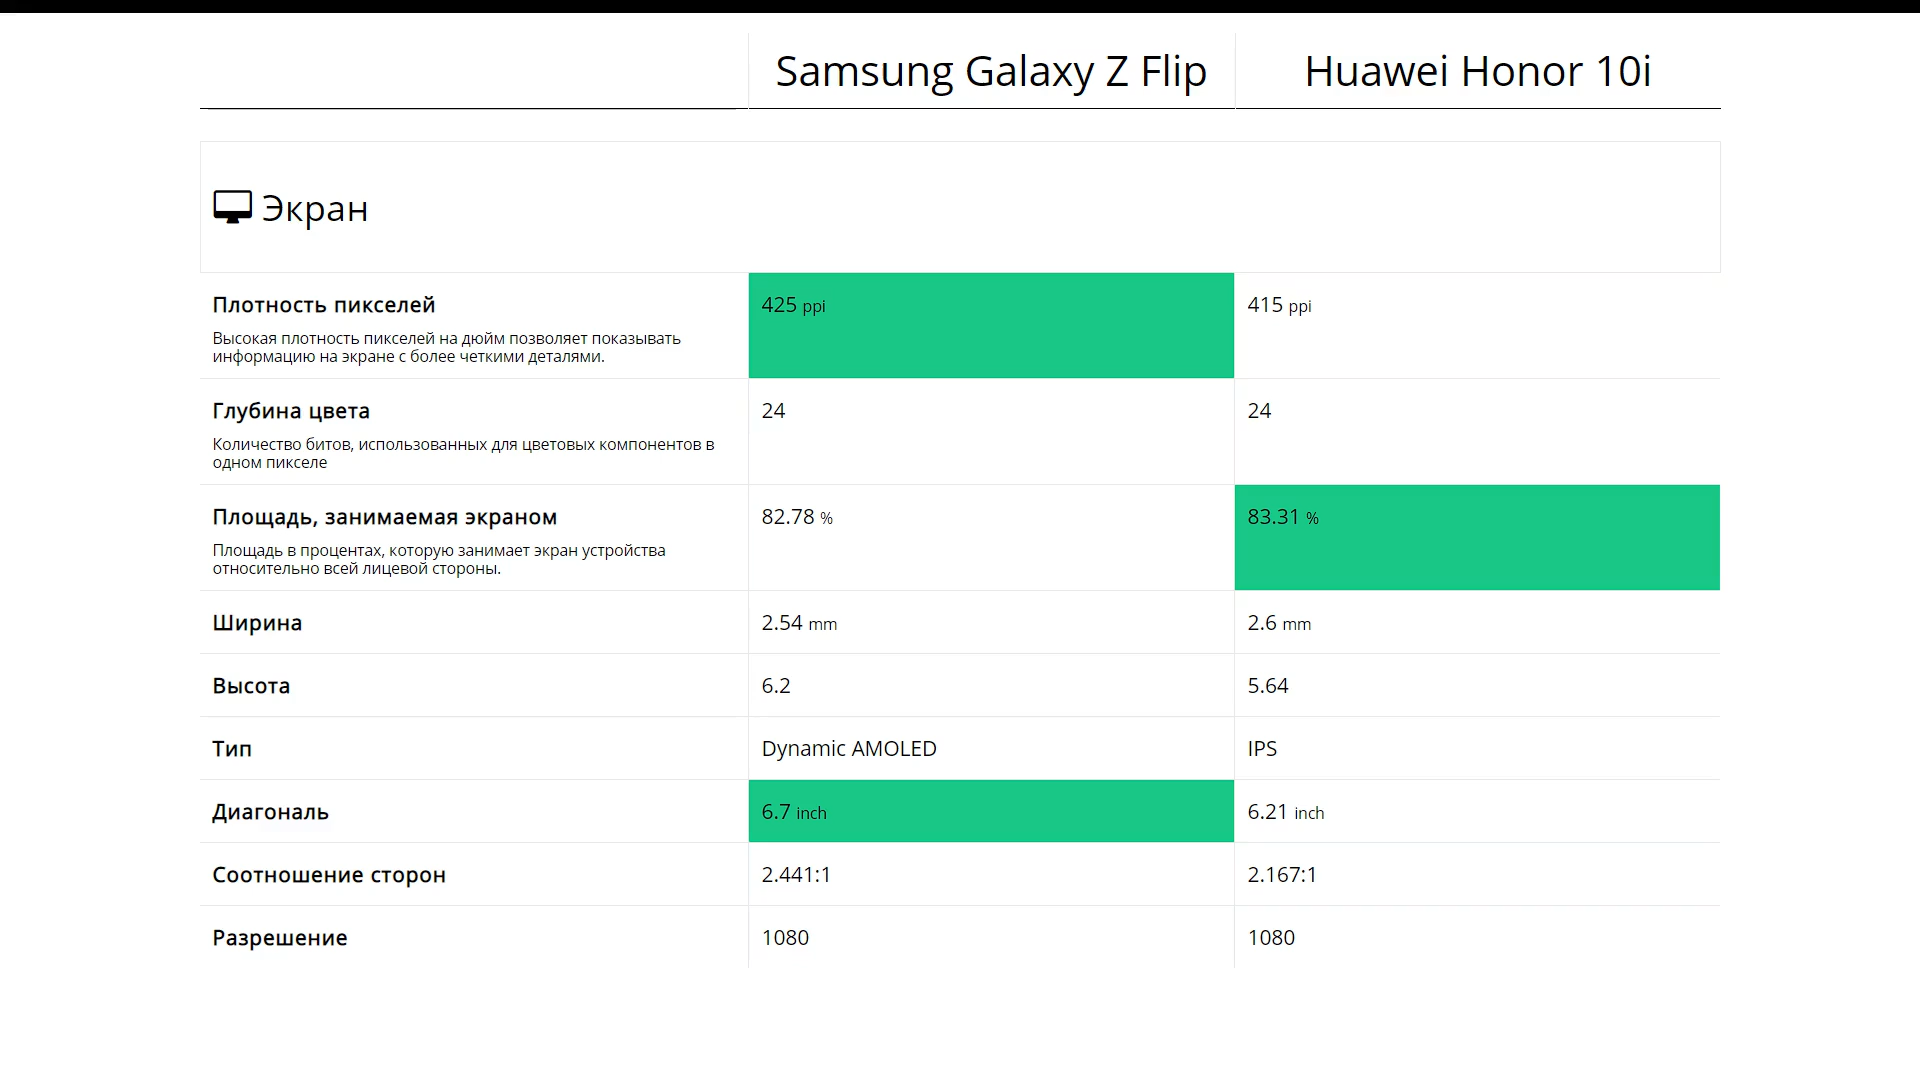 Samsung Galaxy Z Flip Huawei Honor 10i
Экран
Плотность пикселей 425 ppi 415 ppi
Высокая плотность пикселей на дюйм позволяет показывать
информацию на экране с более четкими деталями.
Глубина цвета 24 24
Количество битов, использованных для цветовых компонентов в
одном пикселе
Площадь, занимаемая экраном 82.78 % 83.31 %
Площадь в процентах, которую занимает экран устройства
относительно всей лицевой стороны.
Ширина 2.54 mm 2.6 mm
Высота 6.2 5.64
Тип Dynamic AMOLED IPS
Диагональ 6.7 inch 6.21 inch
Соотношение сторон 2.441:1 2.167:1
Разрешение 1080 1080